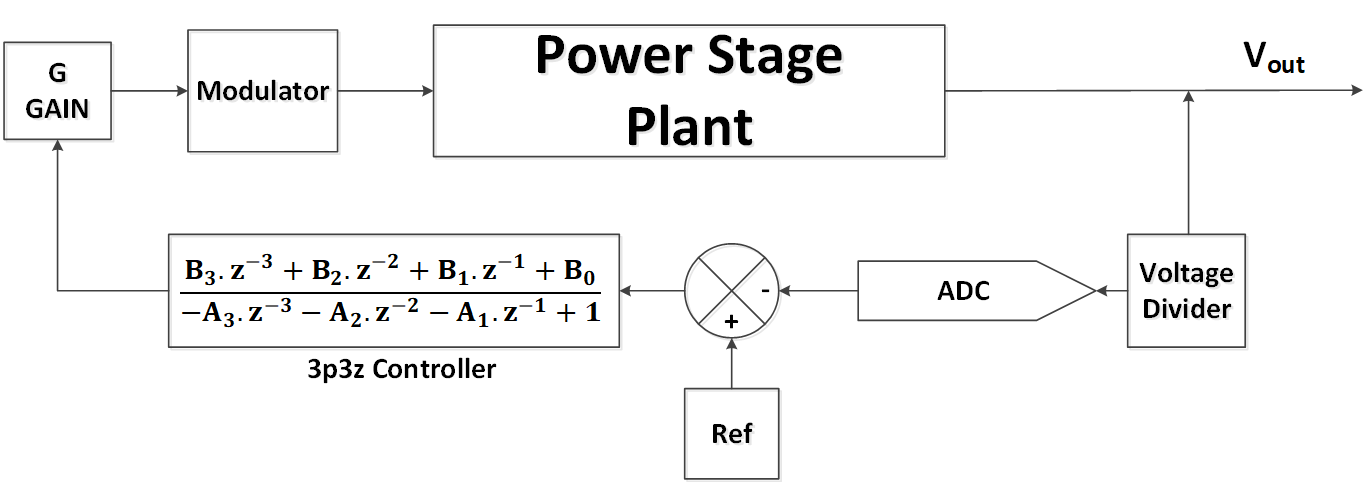 G
GAIN
Modulator
Power Stage
Plant
Vout
B₃. z⁻³ + B₂. z⁻² + B₁. z⁻¹ + B₀
−A₃. z⁻³ − A₂. z⁻² − A₁. z⁻¹ + 1
3p3z Controller
-
+
ADC
Voltage
Divider
Ref